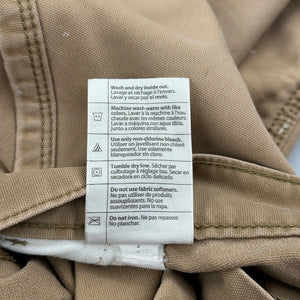 Wash and dry inside out.
Lavage et séchage à l'envers.
Lavar y secar por el revés.
Machine wash warm with like
colors. Laver à la machine à l'eau
chaude avec les mêmes couleurs.
Lavar a máquina con agua tibia,
junto a colores similares.
Use only non-chlorine bleach.
Utiliser un javellisant non chloré
seulement. Use solamente
blanqueador sin cloro.
Tumble dry low. Sécher par
culbutage à réglage bas. Secar en
secadora en ciclo delicado.
Do not use fabric softeners.
Ne pas utiliser de produits
assouplissants. No use
suavizantes para la ropa.
Do not iron. Ne pas repasser.
No planchar.